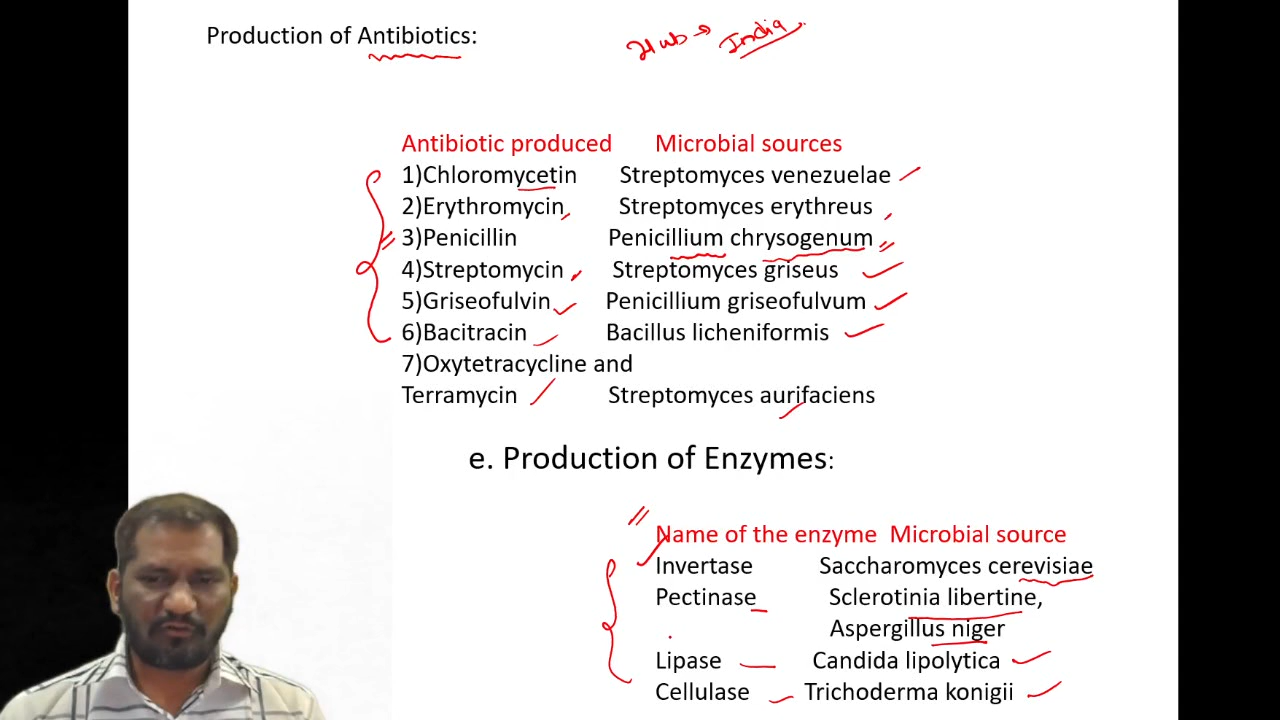 Production of Antibiotics:
Hub → India
Antibiotic produced Microbial sources
1)Chloromycetin Streptomyces venezuelae
2)Erythromycin Streptomyces erythreus
3)Penicillin Penicillium chrysogenum
4)Streptomycin Streptomyces griseus
5)Griseofulvin Penicillium griseofulvum
6)Bacitracin Bacillus licheniformis
7)Oxytetracycline and
Terramycin Streptomyces aurifaciens
e. Production of Enzymes:
Name of the enzyme Microbial source
Invertase Saccharomyces cerevisiae
Pectinase Sclerotinia libertine,
Aspergillus niger
Lipase Candida lipolytica
Cellulase Trichoderma konigii